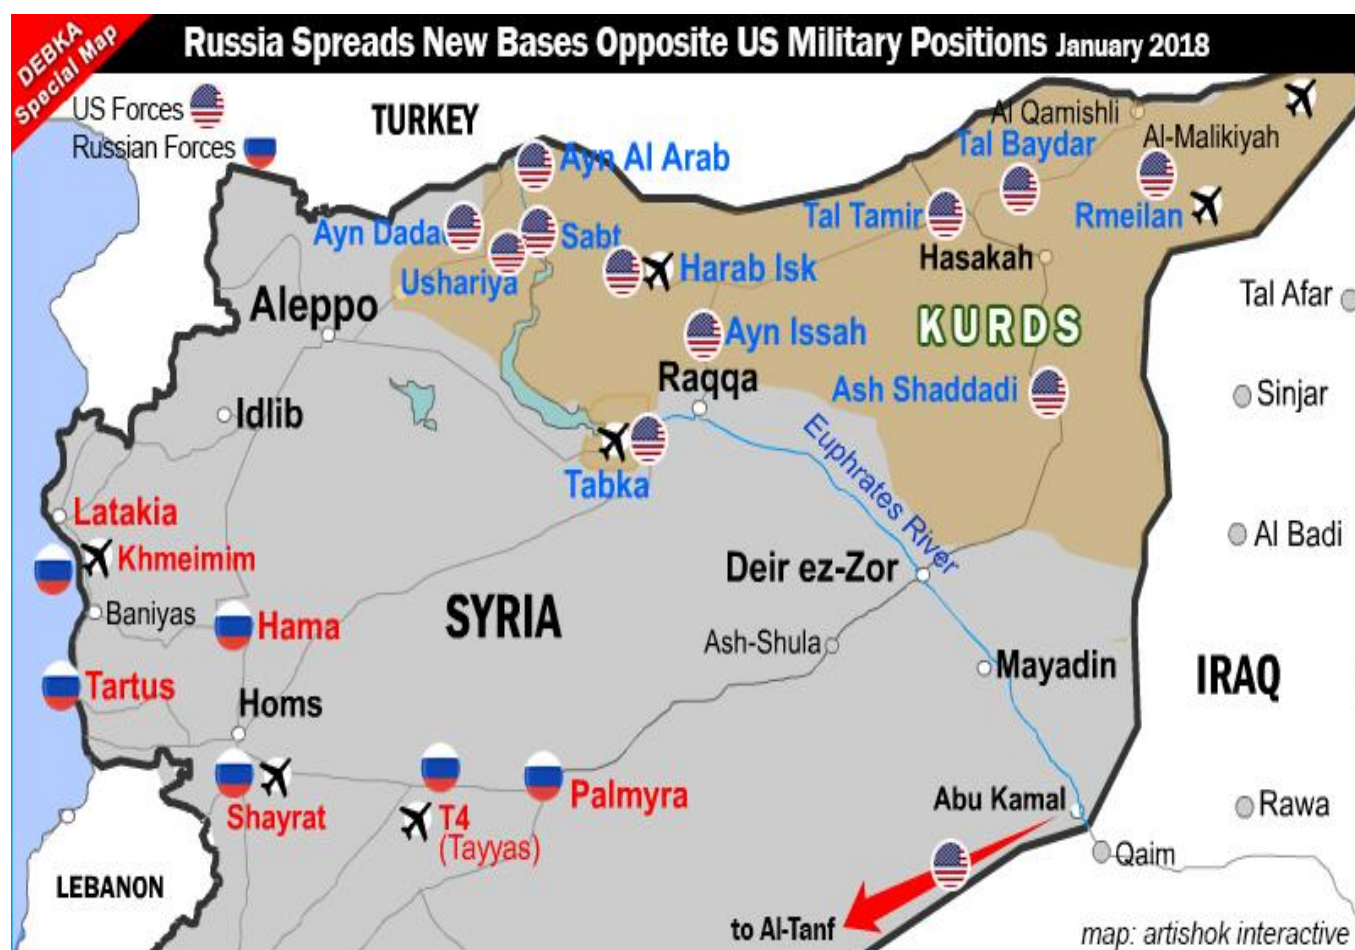 DEBKA
Special Map
Russia Spreads New Bases Opposite US Military Positions January 2018
US Forces
Russian Forces
TURKEY
Al Qamishli
Al-Malikiyah
Tal Baydar
Ayn Al Arab
Ayn Dada
Sabt
Tal Tamir
Rmeilan
Ushariya
Harab Isk
Hasakah
Tal Afar
Aleppo
Ayn Issah
KURDS
Raqqa
Ash Shaddadi
Sinjar
Idlib
Euphrates River
Tabka
Latakia
Al Badi
Khmeimim
Deir ez-Zor
Baniyas
Hama
SYRIA
Ash-Shula
Mayadin
IRAQ
Tartus
Homs
Palmyra
Abu Kamal
Rawa
Shayrat
T4
(Tayyas)
Qaim
LEBANON
to Al-Tanf
map: artishok interactive